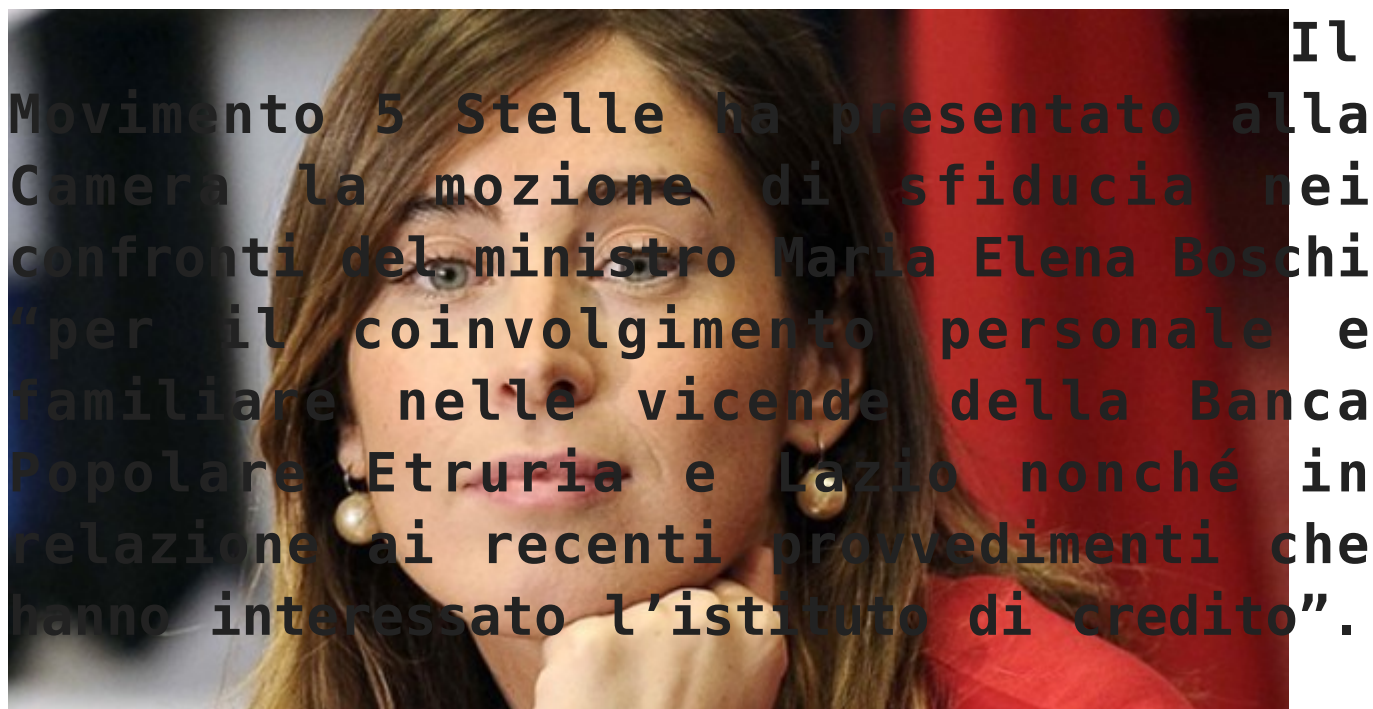 Il
Movimento 5 Stelle ha presentato alla
Camera la mozione di sfiducia nei
confronti del ministro Maria Elena Boschi
“per il coinvolgimento personale e
familiare nelle vicende della Banca
Popolare Etruria e Lazio nonché in
relazione ai recenti provvedimenti che
hanno interessato l’istituto di credito”.